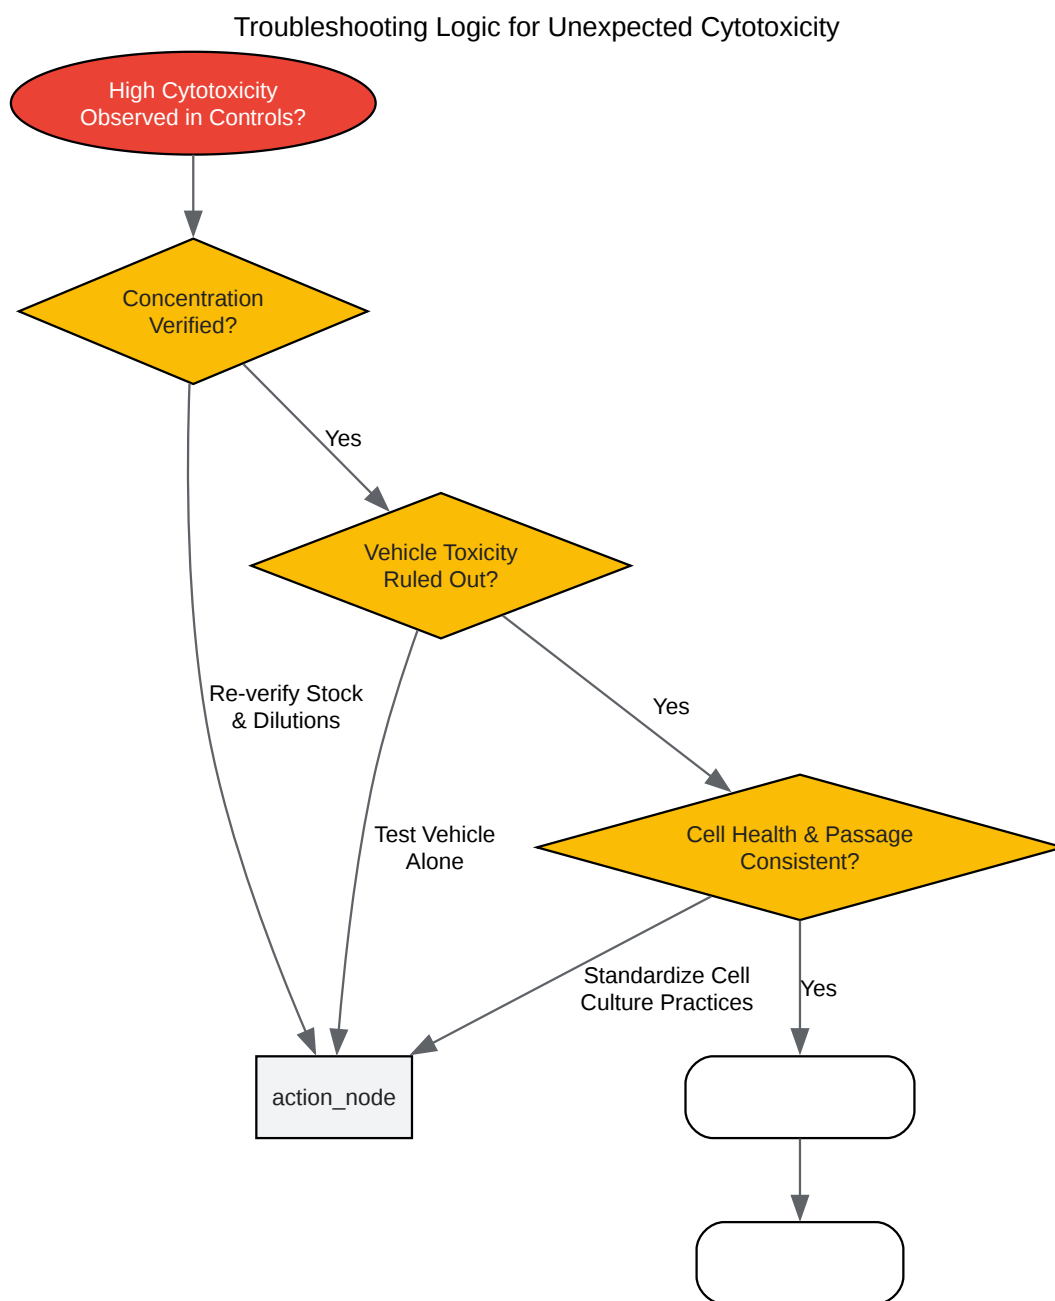 Troubleshooting Logic for Unexpected Cytotoxicity
High Cytotoxicity
Observed in Controls?
Concentration
Verified?
Yes
Vehicle Toxicity
Ruled Out?
Re-verify Stock
& Dilutions
Yes
Test Vehicle
Alone
Cell Health & Passage
Consistent?
Standardize Cell
Culture Practices
Yes
action_node